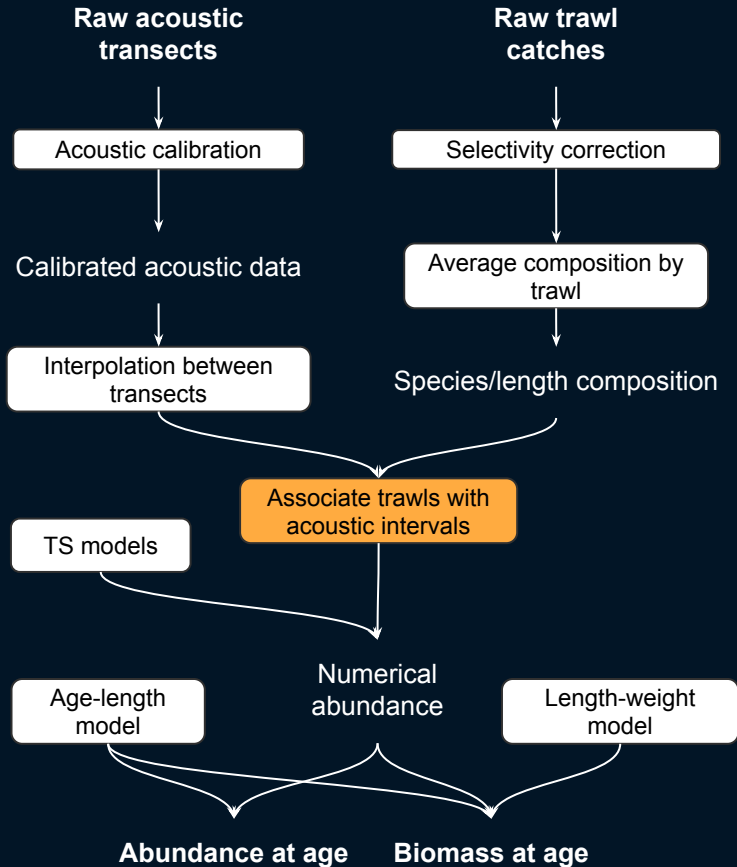 Raw acoustic
transects
Raw trawl
catches
Acoustic calibration
Selectivity correction
Calibrated acoustic data
Average composition by
trawl
Interpolation between
transects
Species/length composition
Associate trawls with
acoustic intervals
TS models
Numerical
abundance
Age-length
model
Length-weight
model
Abundance at age
Biomass at age